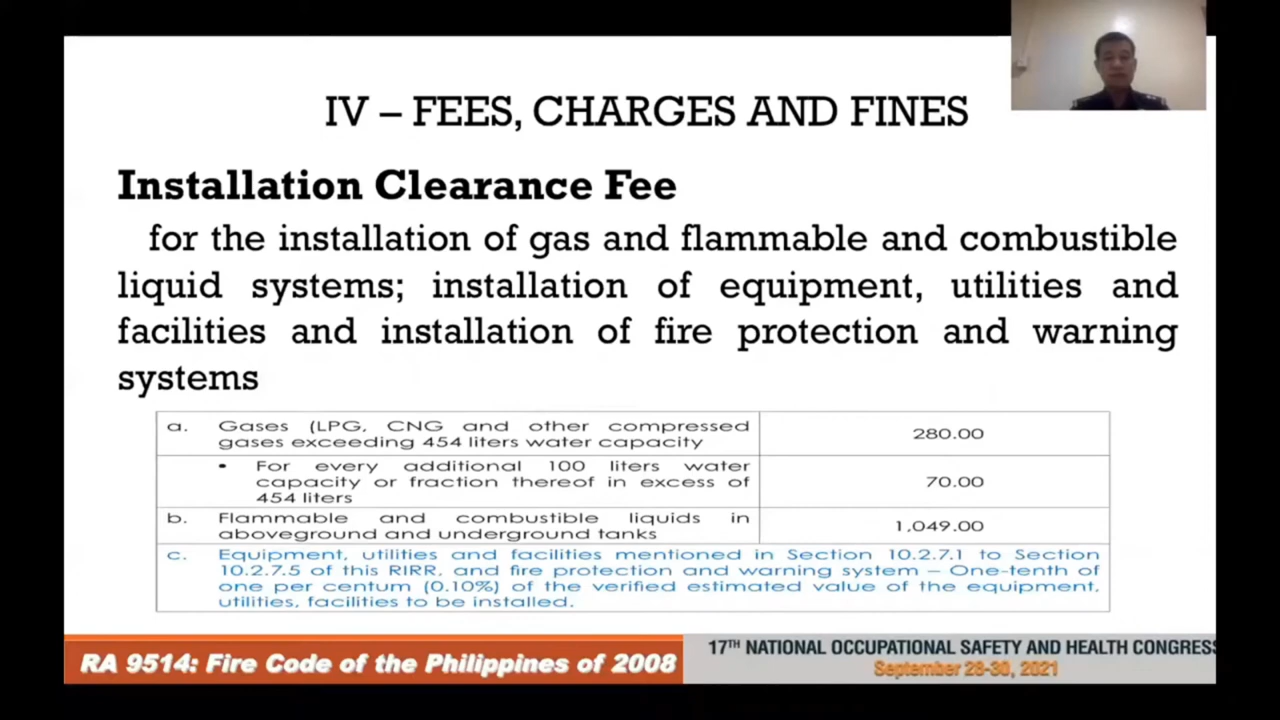 IV – FEES, CHARGES AND FINES
Installation Clearance Fee
for the installation of gas and flammable and combustible
liquid systems; installation of equipment, utilities and
facilities and installation of fire protection and warning
systems
a. Gases (LPG, CNG and other compressed
gases exceeding 454 liters water capacity
280.00
• For every additional 100 liters water
capacity or fraction thereof in excess of
454 liters
70.00
b. Flammable and combustible liquids in
aboveground and underground tanks
1,049.00
c. Equipment, utilities and facilities mentioned in Section 10.2.7.1 to Section
10.2.7.5 of this RIRR, and fire protection and warning system – One-tenth of
one per centum (0.10%) of the verified estimated value of the equipment,
utilities, facilities to be installed.
RA 9514: Fire Code of the Philippines of 2008
17TH NATIONAL OCCUPATIONAL SAFETY AND HEALTH CONGRESS
September 28-30, 2021